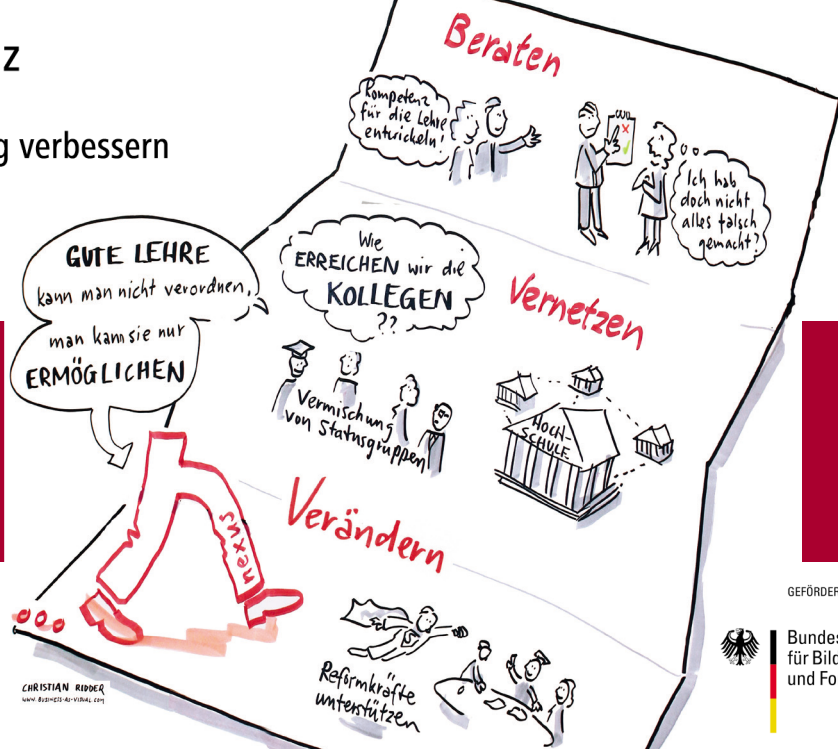 z
g verbessern
Beraten
Kompetenz
für die Lehre
entwickeln!
Ich hab
doch nicht
alles falsch
gemacht?
GUTE LEHRE
kann man nicht verordnen,
man kann sie nur
ERMÖGLICHEN
Wie
ERREICHEN wir die
KOLLEGEN
??
Vernetzen
Vermischung
von Statusgruppen
HOCH-
SCHULE
Verändern
nexus
Reformkräfte
unterstützen
S
CHRISTIAN RIDDER
WWW.BUSINESS-AS-VISUAL.COM
GEFÖRDER
Bundes
für Bild
und Fo